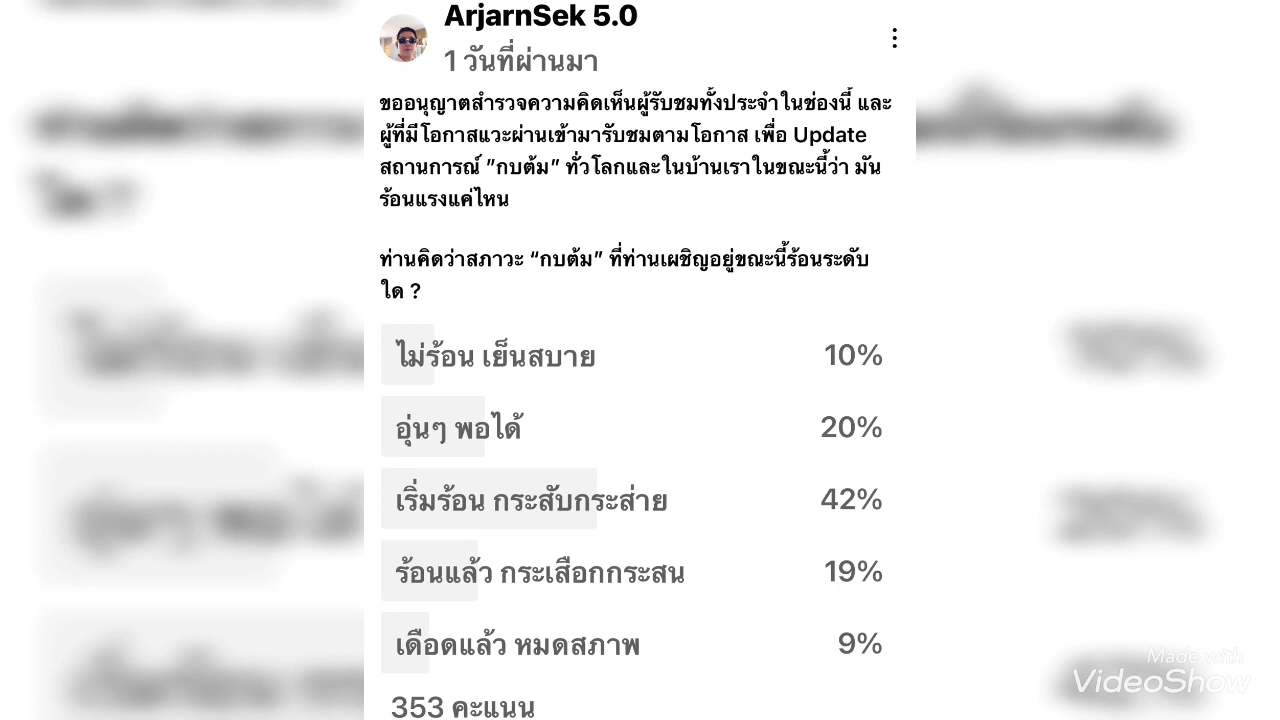 ArjarnSek 5.0
1 วันที่ผ่านมา
ขออนุญาตสำรวจความคิดเห็นผู้รับชมทั้งประจำในช่องนี้ และ
ผู้ที่มีโอกาสแวะผ่านเข้ามารับชมตามโอกาส เพื่อ Update
สถานการณ์ ”กบต้ม” ทั่วโลกและในบ้านเราในขณะนี้ว่า มัน
ร้อนแรงแค่ไหน
ท่านคิดว่าสภาวะ “กบต้ม” ที่ท่านเผชิญอยู่ขณะนี้ร้อนระดับ
ใด ?
ไม่ร้อน เย็นสบาย 10%
อุ่นๆ พอได้ 20%
เริ่มร้อน กระสับกระส่าย 42%
ร้อนแล้ว กระเสือกกระสน 19%
เดือดแล้ว หมดสภาพ 9%
353 คะแนน
Made with
VideoShow